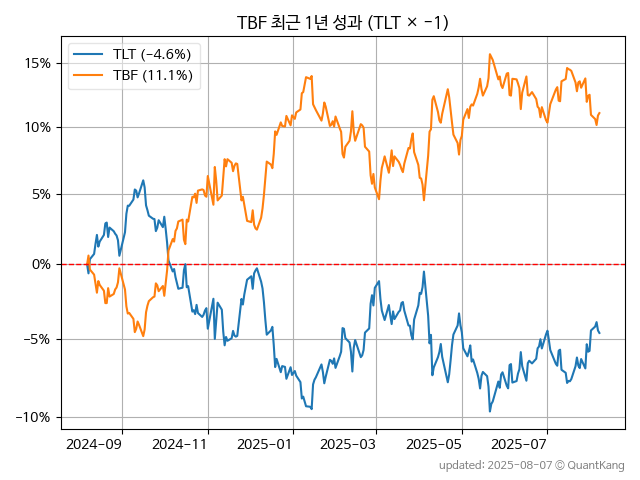 TBF 최근 1년 성과 (TLT × −1)
TLT (−4.6%)
TBF (11.1%)
15%
10%
5%
0%
−5%
−10%
2024-09 2024-11 2025-01 2025-03 2025-05 2025-07
updated: 2025-08-07 © QuantKang